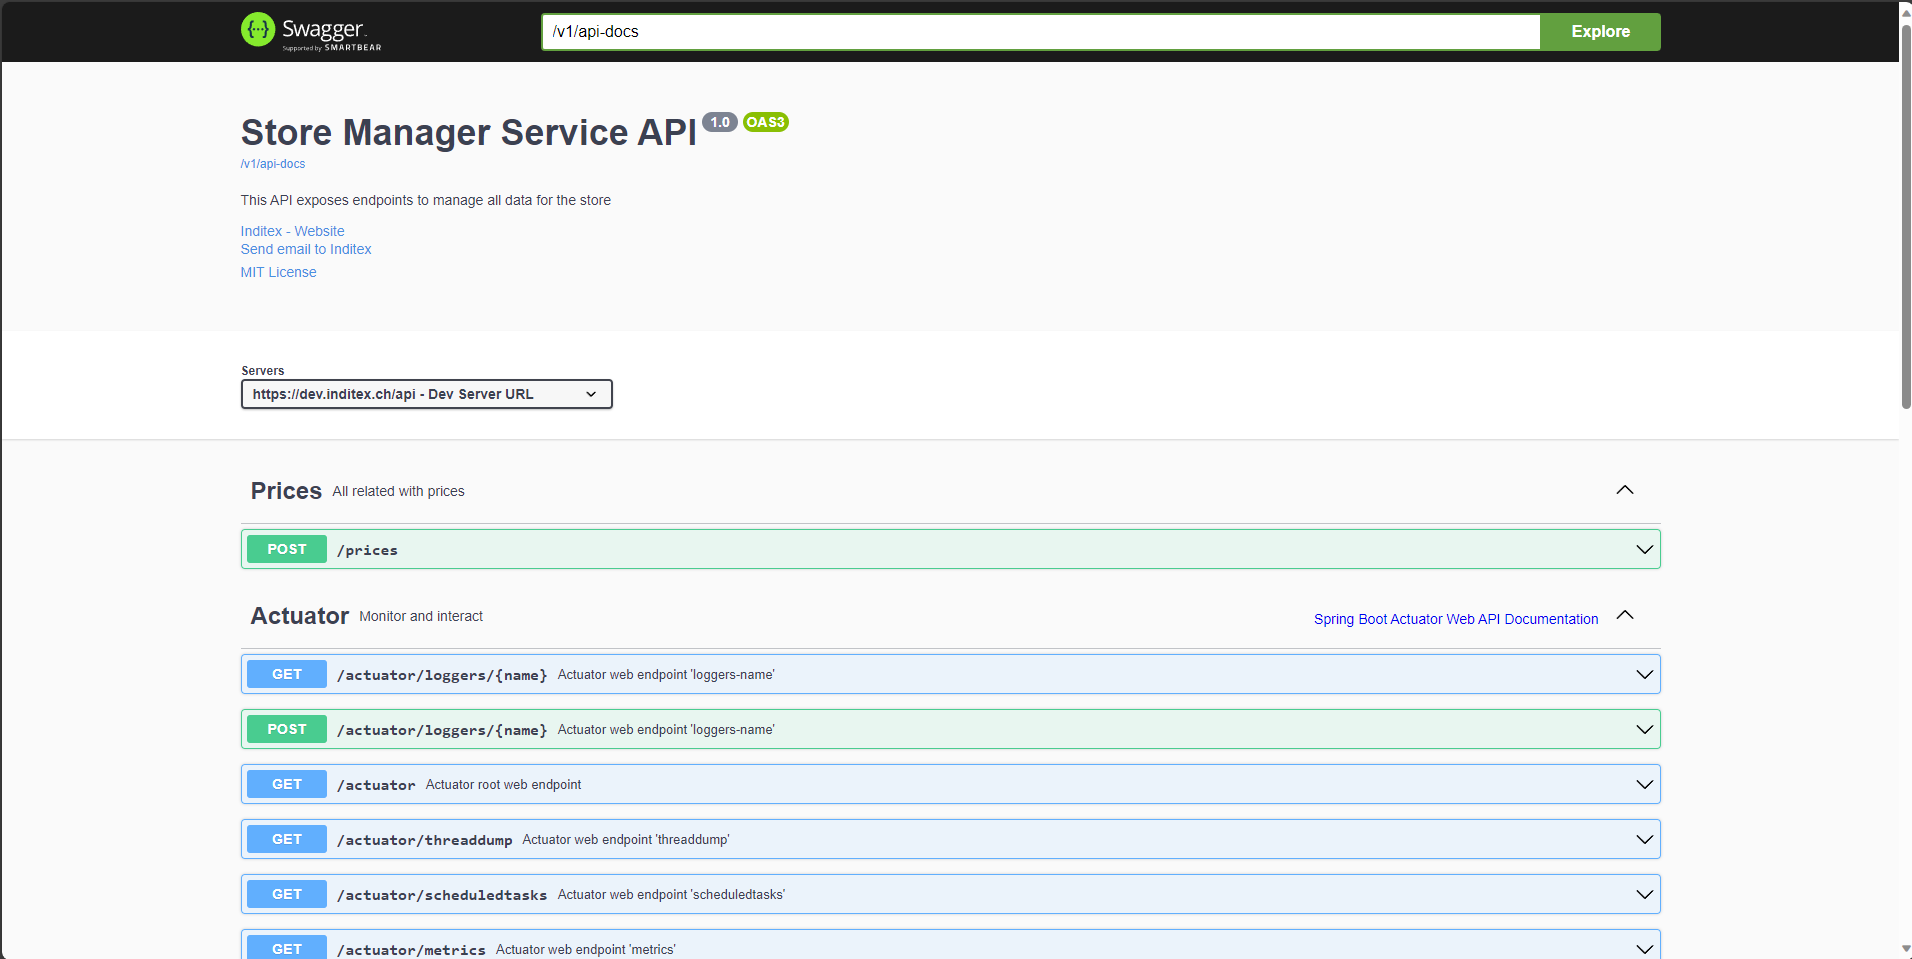 Swagger
Supported by SMARTBEAR
/v1/api-docs
Explore
Store Manager Service API 1.0 OAS3
/v1/api-docs
This API exposes endpoints to manage all data for the store
Inditex - Website
Send email to Inditex
MIT License
Servers
https://dev.inditex.ch/api - Dev Server URL
Prices All related with prices
POST /prices
Actuator Monitor and interact Spring Boot Actuator Web API Documentation
GET /actuator/loggers/{name} Actuator web endpoint 'loggers-name'
POST /actuator/loggers/{name} Actuator web endpoint 'loggers-name'
GET /actuator Actuator root web endpoint
GET /actuator/threaddump Actuator web endpoint 'threaddump'
GET /actuator/scheduledtasks Actuator web endpoint 'scheduledtasks'
GET /actuator/metrics Actuator web endpoint 'metrics'